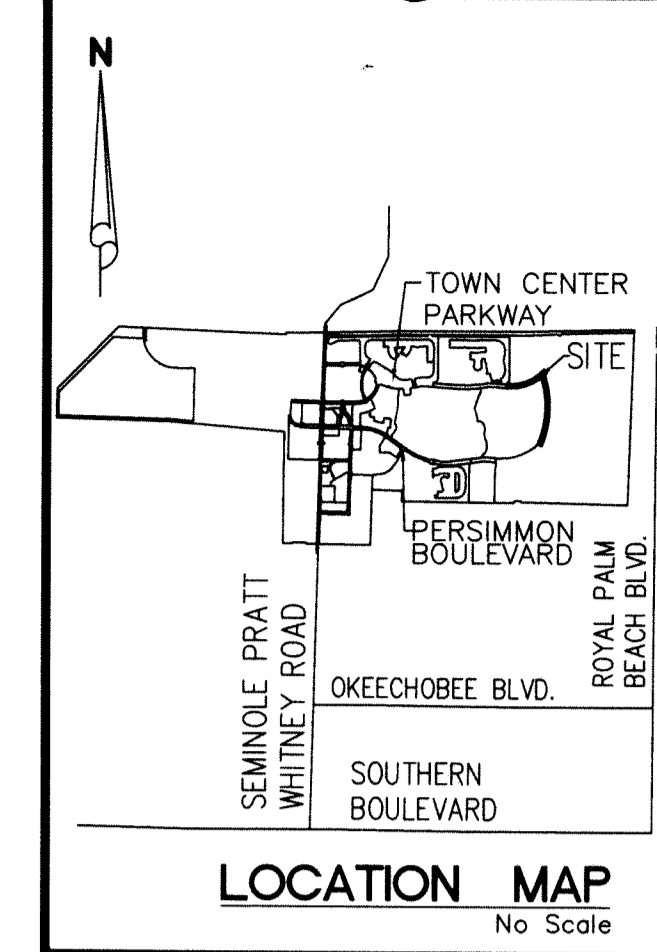 N
TOWN CENTER
PARKWAY
SITE
PERSIMMON
BOULEVARD
ROYAL PALM
BEACH BLVD.
SEMINOLE PRATT
WHITNEY ROAD
OKEECHOBEE BLVD.
SOUTHERN
BOULEVARD
LOCATION MAP
No Scale